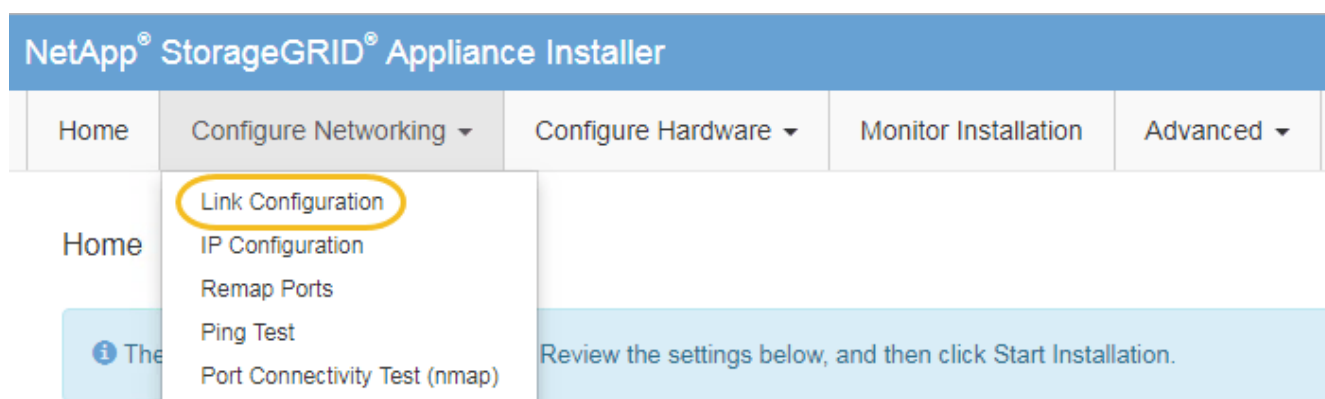 NetApp® StorageGRID® Appliance Installer
Home Configure Networking Configure Hardware Monitor Installation Advanced
Link Configuration
Home IP Configuration
Remap Ports
Ping Test
The Review the settings below, and then click Start Installation.
Port Connectivity Test (nmap)